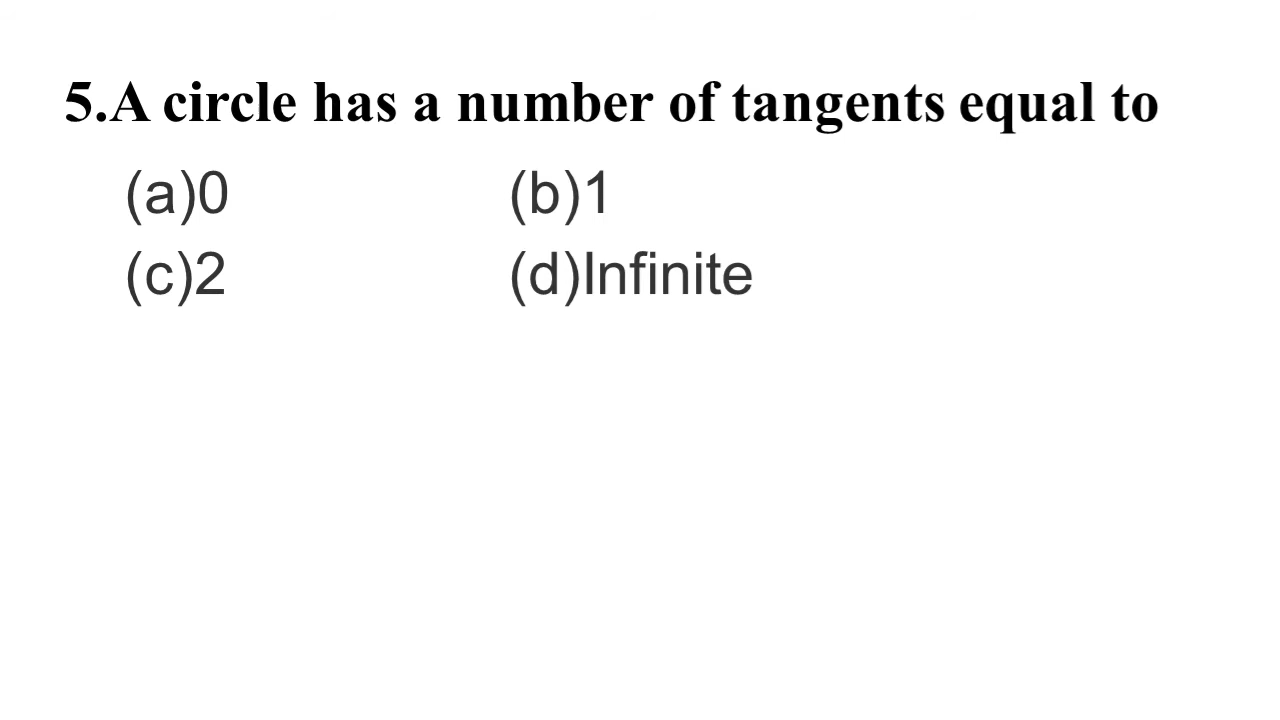 5.A circle has a number of tangents equal to
(a)0 (b)1
(c)2 (d)Infinite